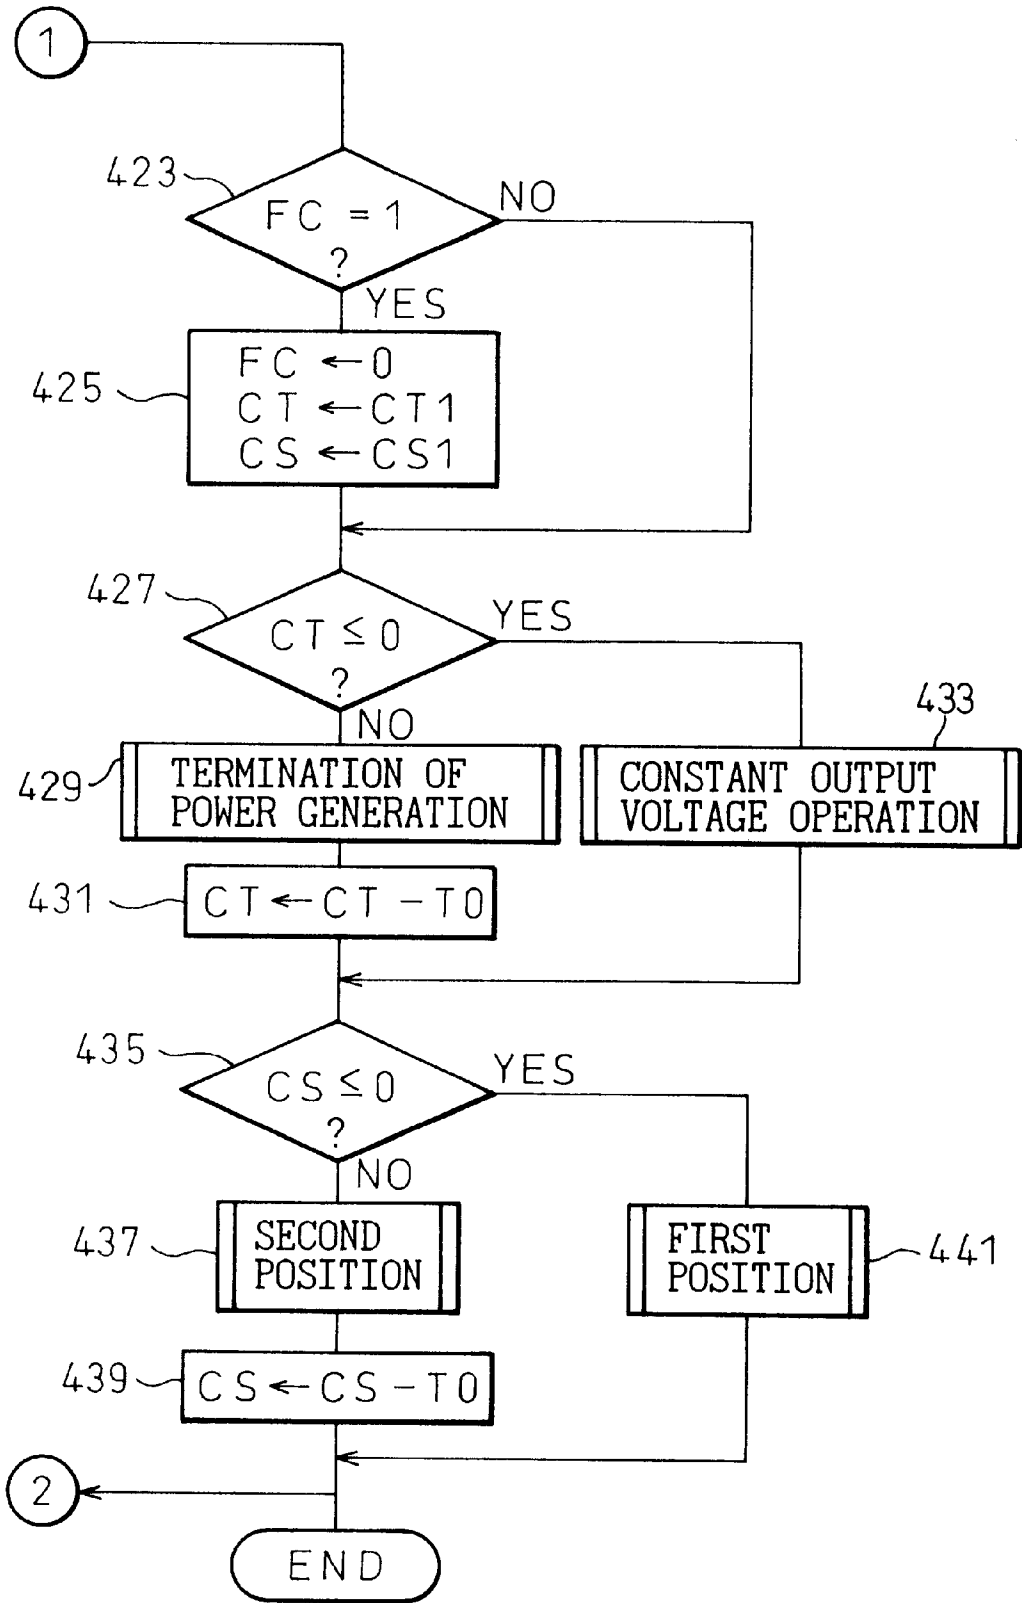 1
423
FC = 1
?
NO
YES
425
FC ← 0
CT ← CT1
CS ← CS1
427
CT ≤ 0
?
YES
NO
433
429
TERMINATION OF
POWER GENERATION
CONSTANT OUTPUT
VOLTAGE OPERATION
431
CT ← CT - T0
435
CS ≤ 0
?
YES
NO
437
SECOND
POSITION
FIRST
POSITION
441
439
CS ← CS - T0
2
END